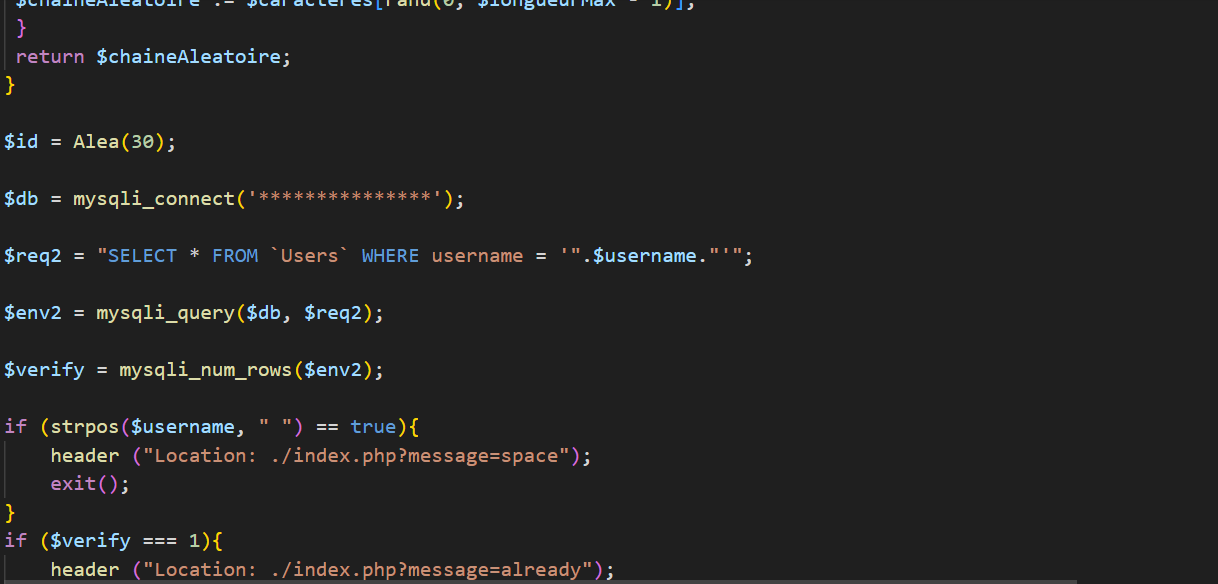 $chaineAleatoire .= $caracteres[rand(0, $longueurMax - 1)];
}
return $chaineAleatoire;
}
$id = Alea(30);
$db = mysqli_connect('***************');
$req2 = "SELECT * FROM `Users` WHERE username = '".$username."'";
$env2 = mysqli_query($db, $req2);
$verify = mysqli_num_rows($env2);
if (strpos($username, " ") == true){
header ("Location: ./index.php?message=space");
exit();
}
if ($verify === 1){
header ("Location: ./index.php?message=already");